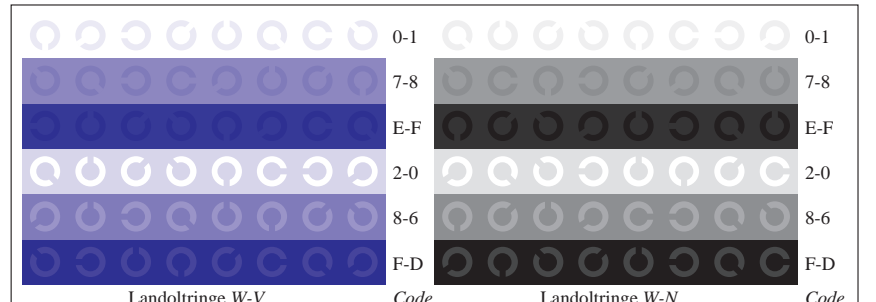 0-1 0-1
7-8 7-8
E-F E-F
2-0 2-0
8-6 8-6
F-D F-D
Landoltringe W-V Code Landoltringe W-N Code